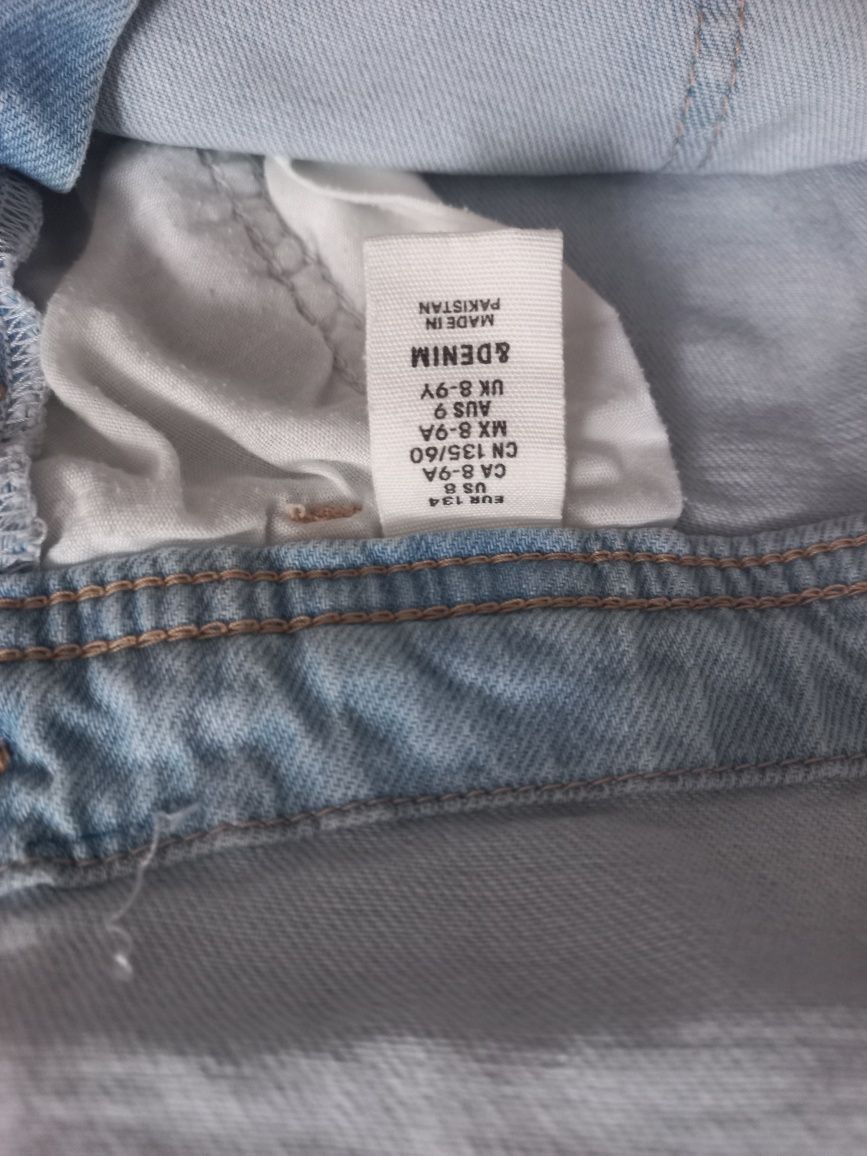 EUR 134
US 8
CA 8-9A
CN 135/60
MX 8-9A
AUS 9
UK 8-9Y
&DENIM
MADE IN
PAKISTAN